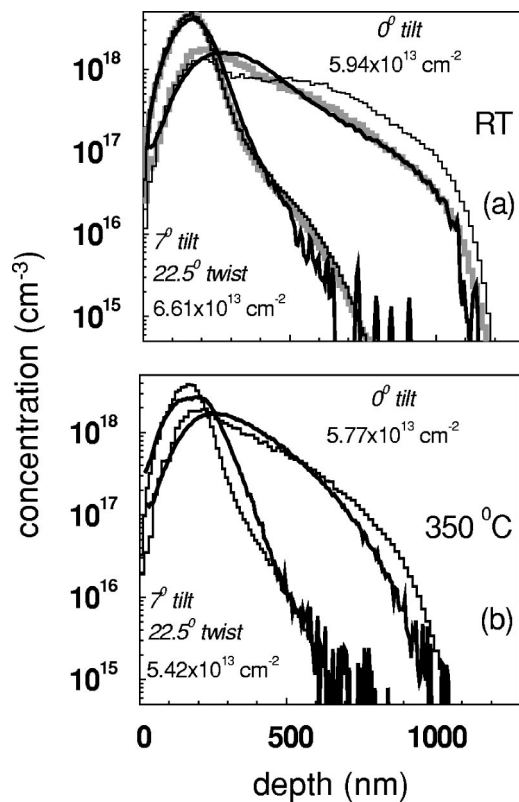 0⁰ tilt
5.94x10¹³ cm⁻²
10¹⁸
RT
10¹⁷
(a)
10¹⁶
7⁰ tilt
22.5⁰ twist
6.61x10¹³ cm⁻²
10¹⁵
concentration (cm⁻³)
0⁰ tilt
5.77x10¹³ cm⁻²
10¹⁸
10¹⁷
350 ⁰C
10¹⁶
7⁰ tilt
22.5⁰ twist
5.42x10¹³ cm⁻²
(b)
10¹⁵
0 500 1000
depth (nm)